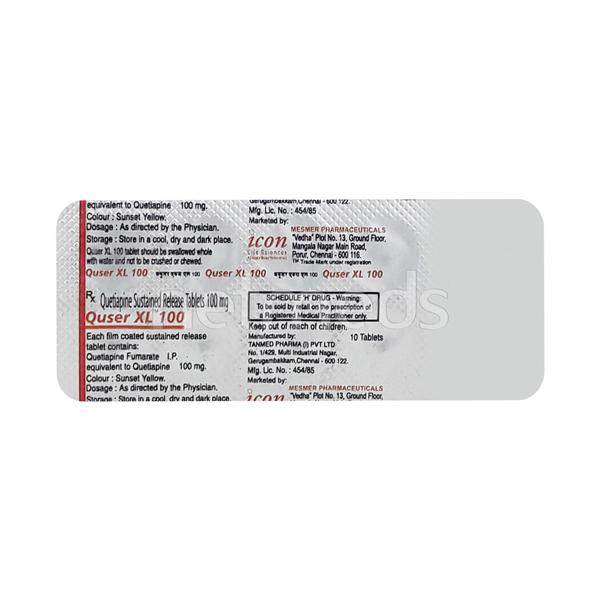 equivalent to Quetiapine 100 mg.
Colour : Sunset Yellow.
Dosage : As directed by the Physician.
Storage : Store in a cool, dry and dark place.
Quser XL 100 tablet should be swallowed whole
with water and not to be crushed or chewed.
Gerugambakkam,Chennai - 600 122.
Mfg. Lic. No. : 454/85
Marketed by:
icon
Life Sciences
MESMER PHARMACEUTICALS
"Vedha" Plot No. 13, Ground Floor,
Mangala Nagar Main Road,
Porur, Chennai - 600 116.
™ Trade Mark under registration
Quser XL 100 Quser XL 100 Quser XL 100
Rx Quetiapine Sustained Release Tablets 100 mg
Quser XL™ 100
Each film coated sustained release
tablet contains:
Quetiapine Fumarate I.P.
equivalent to Quetiapine 100 mg.
Colour : Sunset Yellow.
Dosage : As directed by the Physician.
Storage : Store in a cool, dry and dark place.
SCHEDULE 'H' DRUG - Warning:
To be sold by retail on the prescription of
a Registered Medical Practitioner only.
Keep out of reach of children.
Manufactured by: 10 Tablets
TANMED PHARMA (I) PVT LTD
No. 1/429, Multi Industrial Nagar,
Gerugambakkam, Chennai - 600 122.
Mfg. Lic. No. : 454/85
Marketed by:
icon
MESMER PHARMACEUTICALS
"Vedha" Plot No. 13, Ground Floor,